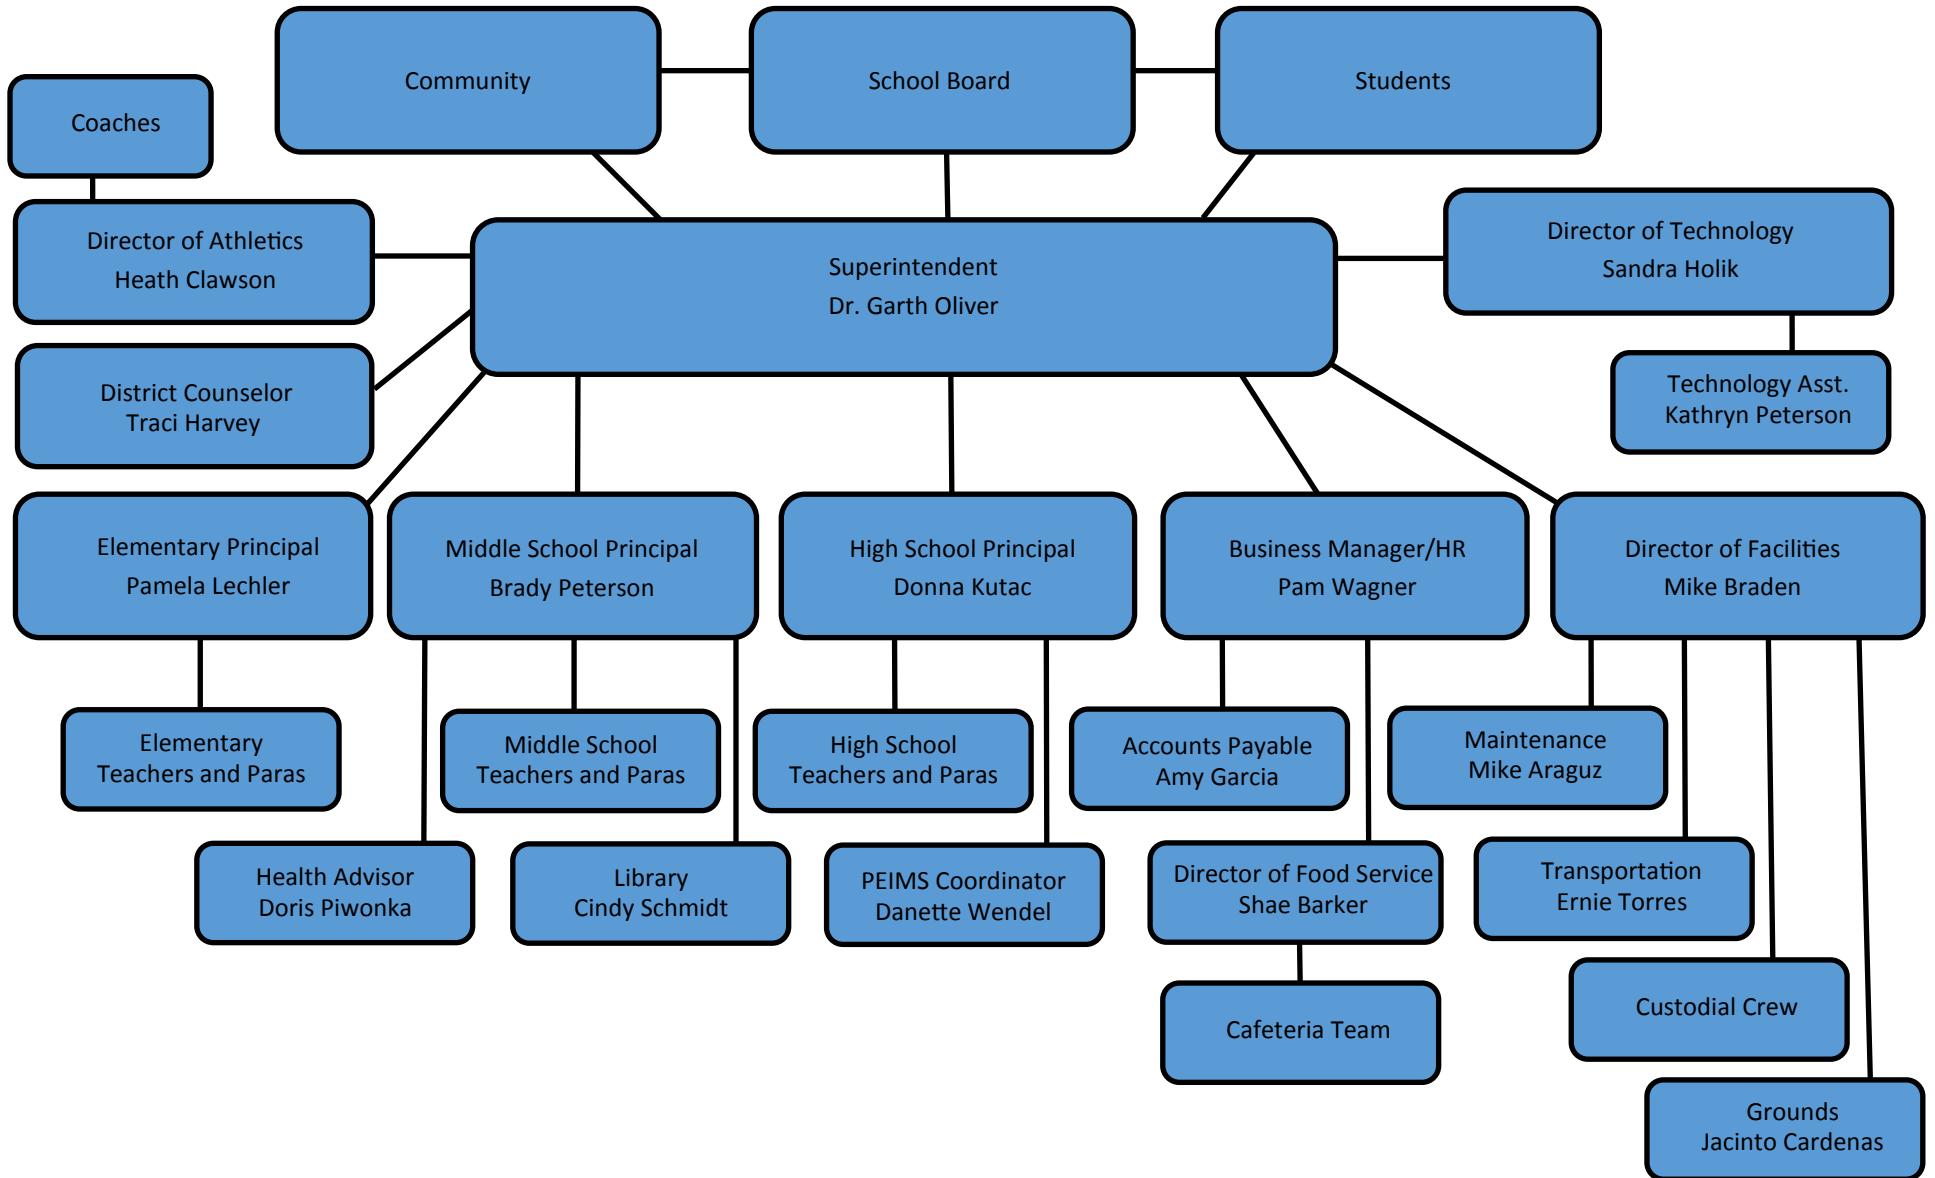 Community
School Board
Students
Coaches
Director of Athletics
Heath Clawson
Superintendent
Dr. Garth Oliver
Director of Technology
Sandra Holik
District Counselor
Traci Harvey
Technology Asst.
Kathryn Peterson
Elementary Principal
Pamela Lechler
Middle School Principal
Brady Peterson
High School Principal
Donna Kutac
Business Manager/HR
Pam Wagner
Director of Facilities
Mike Braden
Elementary
Teachers and Paras
Middle School
Teachers and Paras
High School
Teachers and Paras
Accounts Payable
Amy Garcia
Maintenance
Mike Araguz
Health Advisor
Doris Piwonka
Library
Cindy Schmidt
PEIMS Coordinator
Danette Wendel
Director of Food Service
Shae Barker
Transportation
Ernie Torres
Cafeteria Team
Custodial Crew
Grounds
Jacinto Cardenas